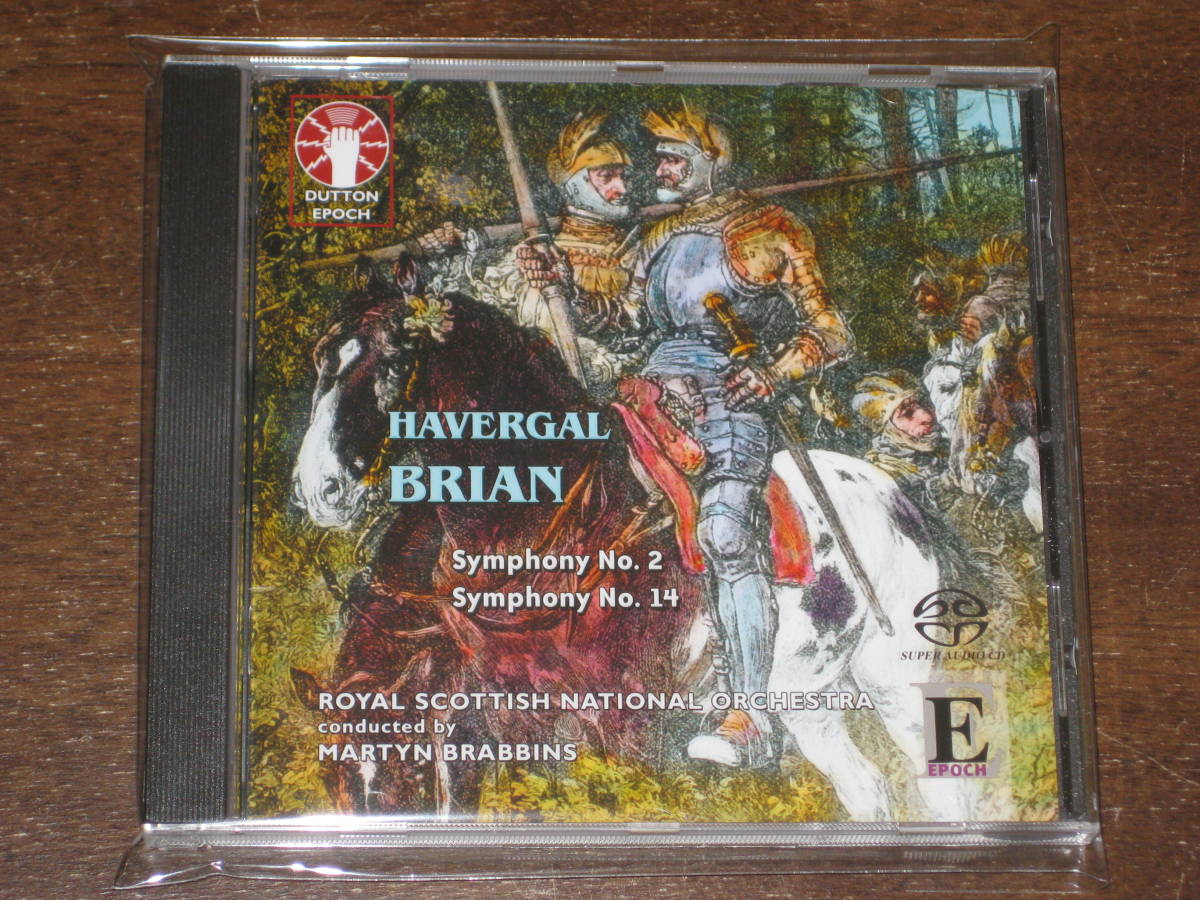 DUTTON
EPOCH
HAVERGAL
BRIAN
Symphony No. 2
Symphony No. 14
SUPER AUDIO CD
ROYAL SCOTTISH NATIONAL ORCHESTRA
conducted by
MARTYN BRABBINS
E
EPOCH